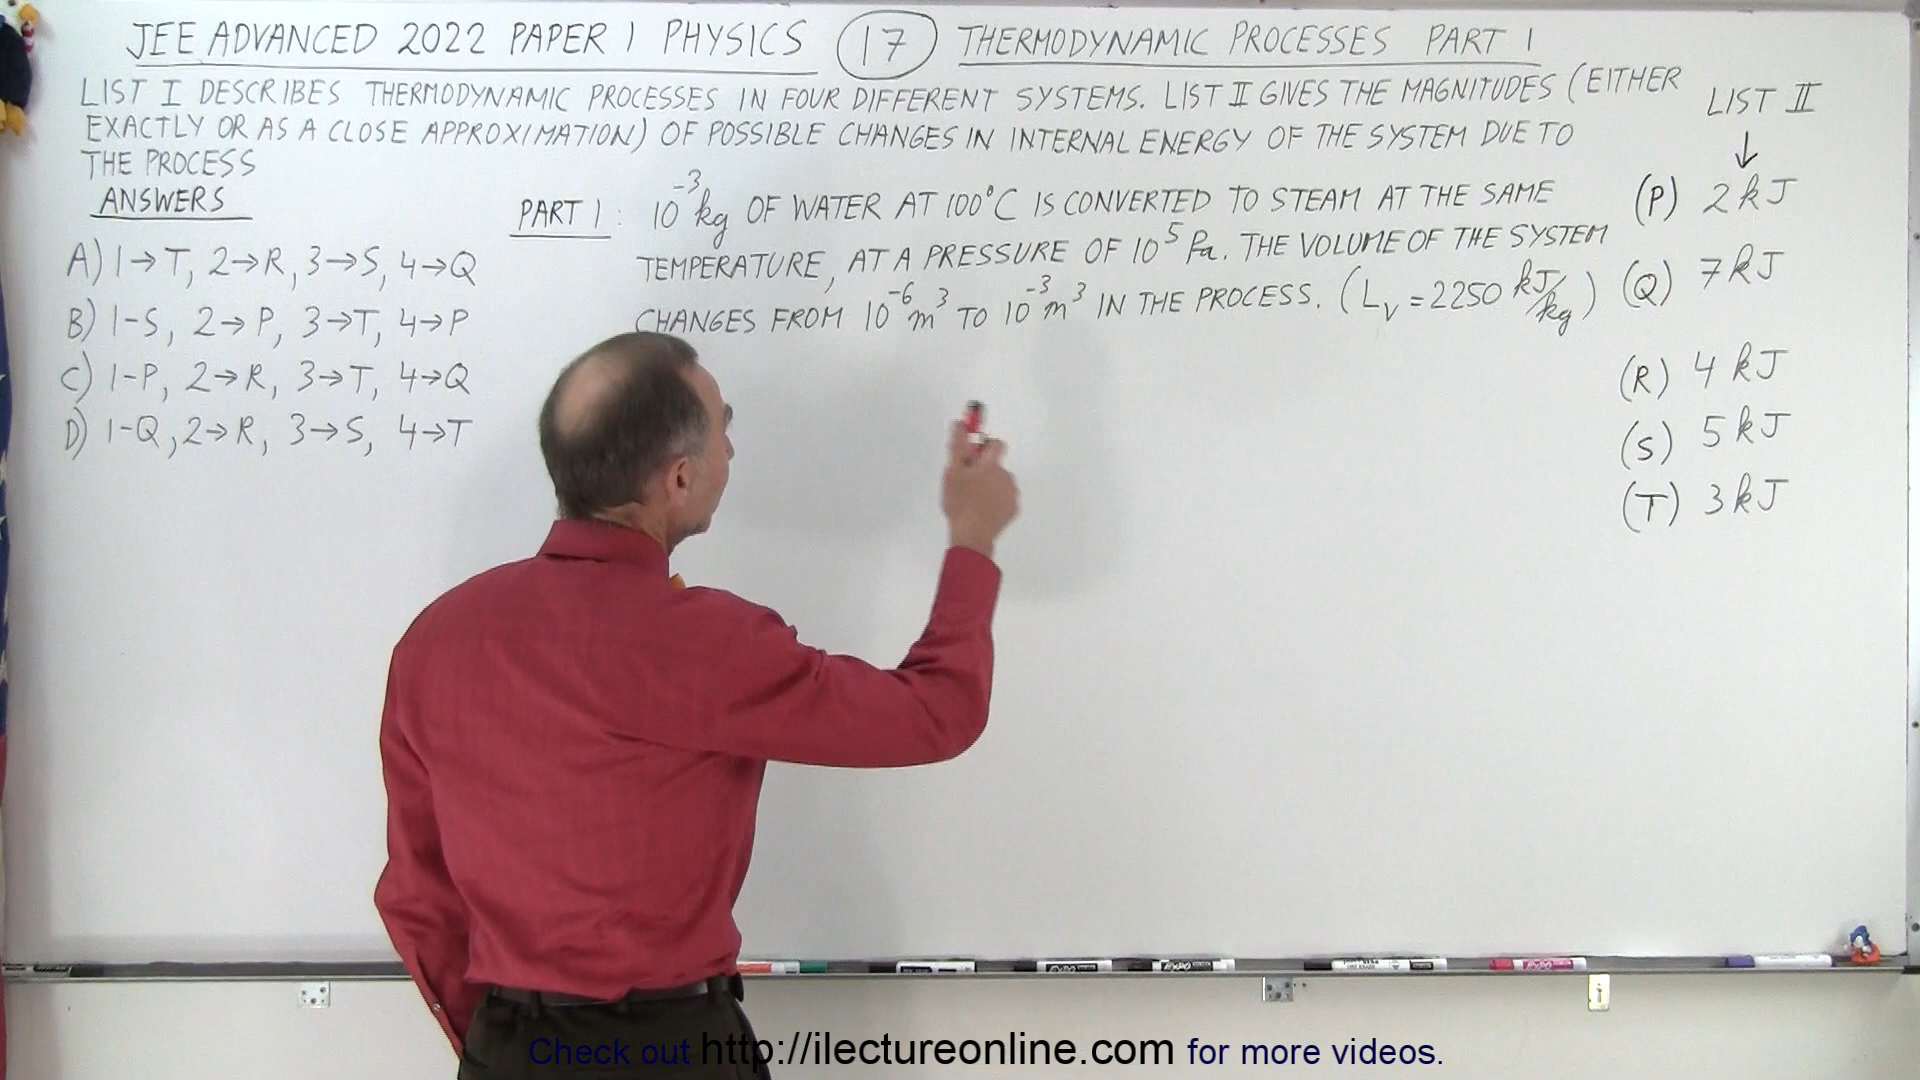 JEE ADVANCED 2022 PAPER 1 PHYSICS 17 THERMODYNAMIC PROCESSES PART 1
LIST I DESCRIBES THERMODYNAMIC PROCESSES IN FOUR DIFFERENT SYSTEMS. LIST II GIVES THE MAGNITUDES (EITHER
EXACTLY OR AS A CLOSE APPROXIMATION) OF POSSIBLE CHANGES IN INTERNAL ENERGY OF THE SYSTEM DUE TO
THE PROCESS
ANSWERS
A) 1→T, 2→R, 3→S, 4→Q
B) 1-S, 2→P, 3→T, 4→P
C) 1-P, 2→R, 3→T, 4→Q
D) 1-Q, 2→R, 3→S, 4→T
PART 1: 10⁻³ kg OF WATER AT 100°C IS CONVERTED TO STEAM AT THE SAME
TEMPERATURE, AT A PRESSURE OF 10⁵ Pa. THE VOLUME OF THE SYSTEM
CHANGES FROM 10⁻⁶ m³ TO 10⁻³ m³ IN THE PROCESS. (Lv = 2250 kJ/kg)
LIST II
↓
(P) 2 kJ
(Q) 7 kJ
(R) 4 kJ
(S) 5 kJ
(T) 3 kJ
Check out http://ilectureonline.com for more videos.